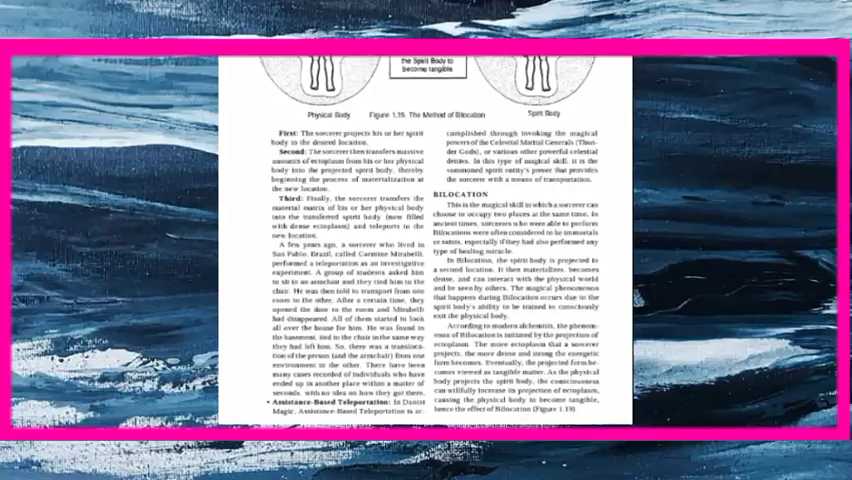 the Spirit Body to
become tangible
Physical Body
Figure 1.19. The Method of Bilocation
Spirit Body
First: The sorcerer projects his or her spirit
body to the desired location.
Second: The sorcerer then transfers massive
amounts of ectoplasm from his or her physical
body into the projected spirit body, thereby
beginning the process of materialization at
the new location.
Third: Finally, the sorcerer transfers the
material matrix of his or her physical body
into the transferred spirit body (now filled
with dense ectoplasm) and teleports to the
new location.
A few years ago, a sorcerer who lived in
San Pablo, Brazil, called Carmine Mirabelli,
performed a teleportation as an investigative
experiment. A group of students asked him
to sit in an armchair and they tied him to the
chair. He was then told to transport from one
room to the other. After a certain time, they
opened the door to the room and Mirabelli
had disappeared. All of them started to look
all over the house for him. He was found in
the basement, tied to the chair in the same way
they had left him. So, there was a transloca-
tion of the person (and the armchair) from one
environment to the other. There have been
many cases recorded of individuals who have
ended up in another place within a matter of
seconds, with no idea on how they got there.
• Assistance-Based Teleportation: In Daoist
Magic, Assistance-Based Teleportation is ac-
complished through invoking the magical
powers of the Celestial Martial Generals (Thun-
der Gods), or various other powerful celestial
deities. In this type of magical skill, it is the
summoned spirit entity's power that provides
the sorcerer with a means of transportation.
BILOCATION
This is the magical skill in which a sorcerer can
choose to occupy two places at the same time. In
ancient times, sorcerers who were able to perform
Bilocations were often considered to be immortals
or saints, especially if they had also performed any
type of healing miracle.
In Bilocation, the spirit body is projected to
a second location. It then materializes, becomes
dense, and can interact with the physical world
and be seen by others. The magical phenomenon
that happens during Bilocation occurs due to the
spirit body's ability to be trained to consciously
exit the physical body.
According to modern alchemists, the phenom-
enon of Bilocation is initiated by the projection of
ectoplasm. The more ectoplasm that a sorcerer
projects, the more dense and strong the energetic
form becomes. Eventually, the projected form be-
comes viewed as tangible matter. As the physical
body projects the spirit body, the consciousness
can willfully increase its projection of ectoplasm,
causing the physical body to become tangible,
hence the effect of Bilocation (Figure 1.19).